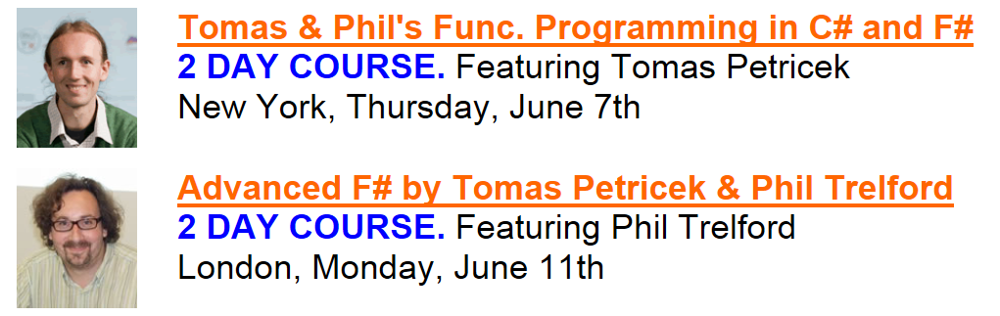 Tomas & Phil's Func. Programming in C# and F#
2 DAY COURSE. Featuring Tomas Petricek
New York, Thursday, June 7th
Advanced F# by Tomas Petricek & Phil Trelford
2 DAY COURSE. Featuring Phil Trelford
London, Monday, June 11th